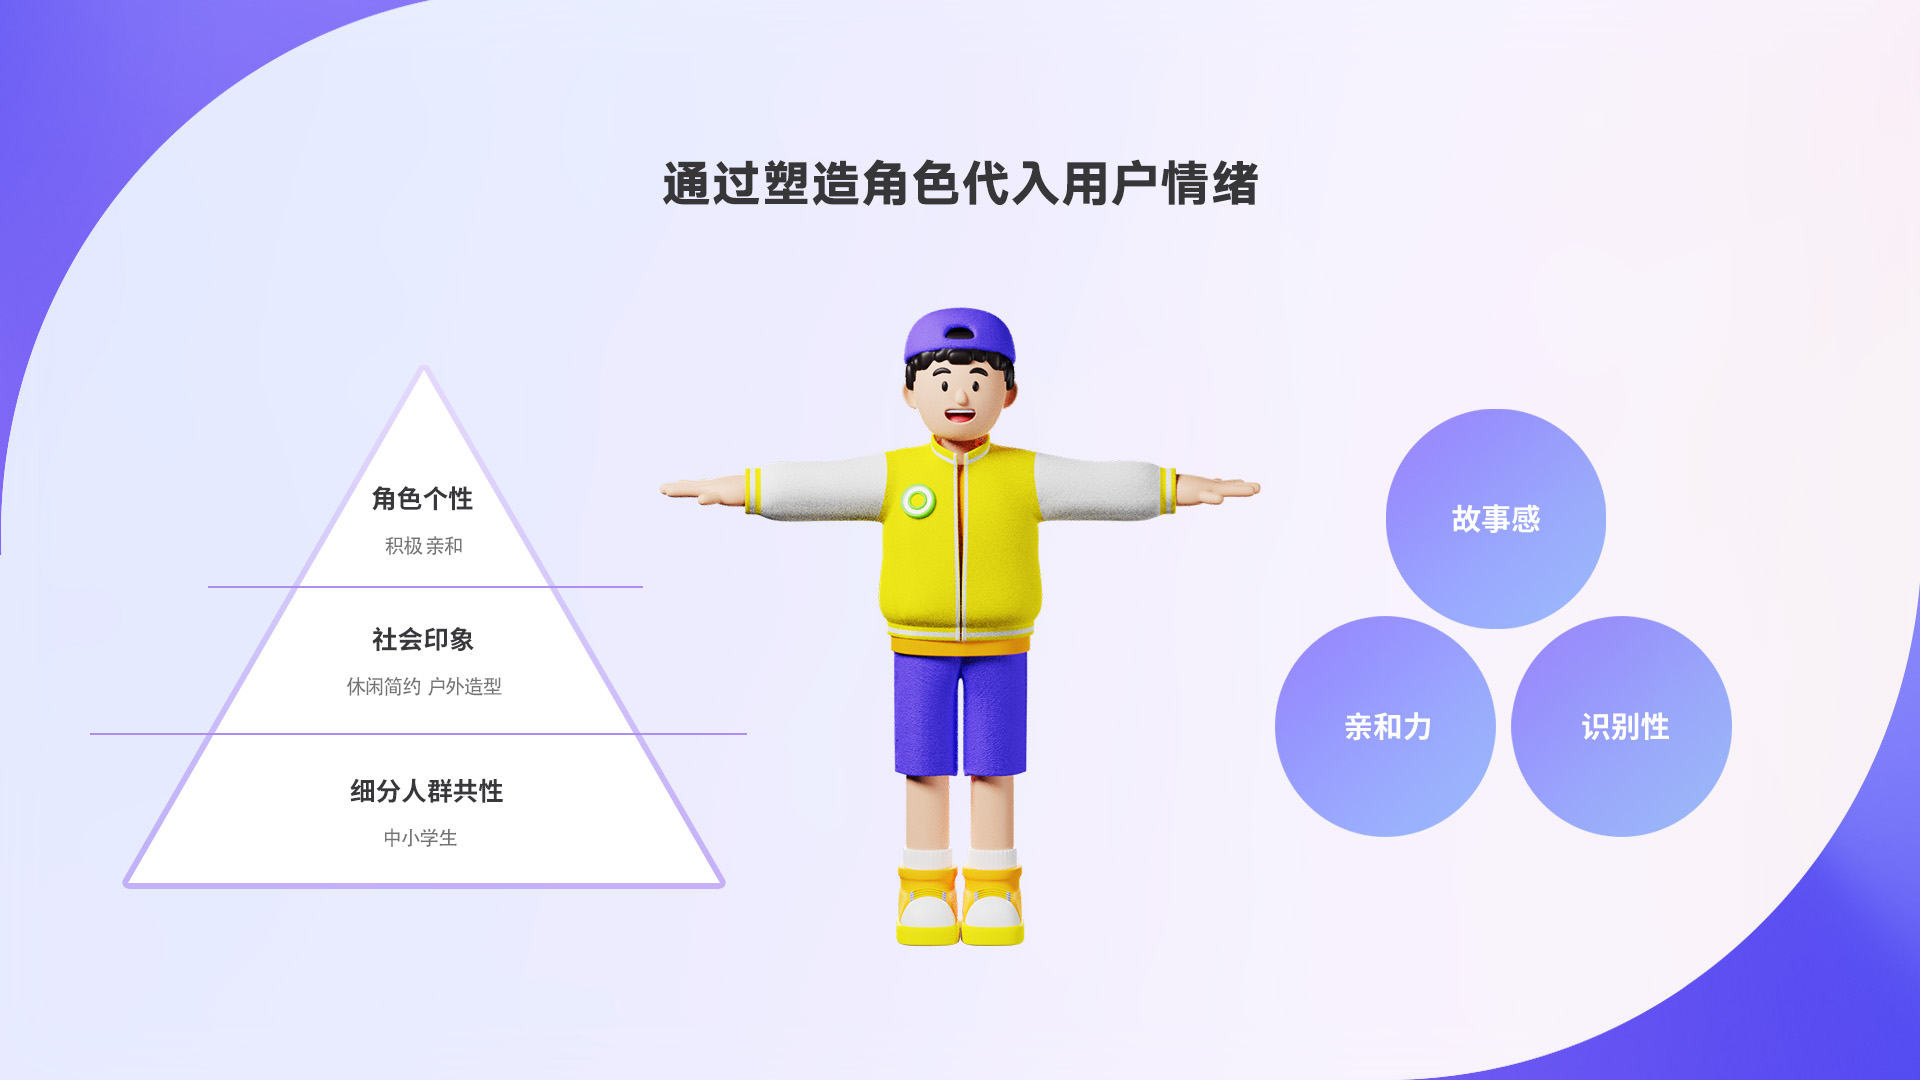 通过塑造角色代入用户情绪
角色个性
积极 亲和
社会印象
休闲简约 户外造型
细分人群共性
中小学生
故事感
亲和力
识别性